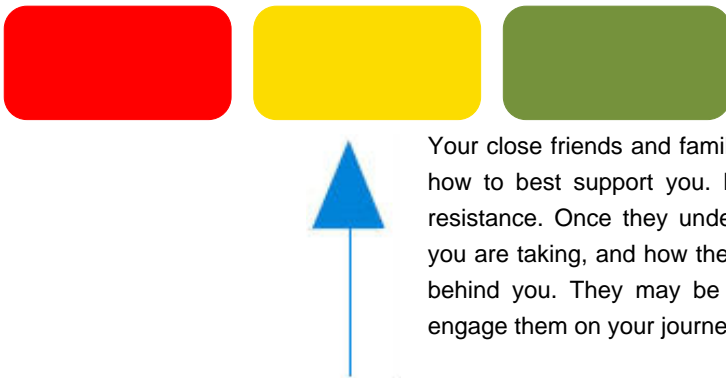 Your close friends and fami
how to best support you.
resistance. Once they unde
you are taking, and how the
behind you. They may be
engage them on your journe